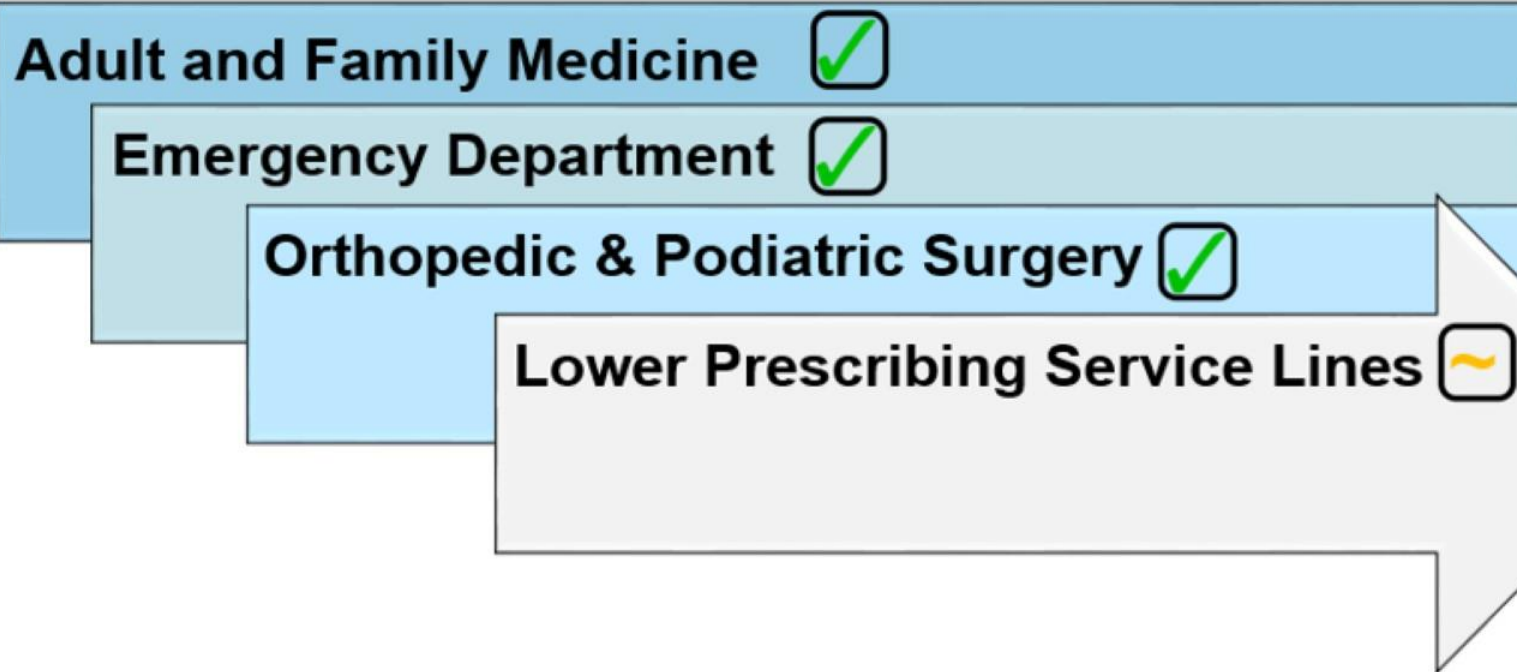 Adult and Family Medicine ✓
Emergency Department ✓
Orthopedic & Podiatric Surgery ✓
Lower Prescribing Service Lines ~